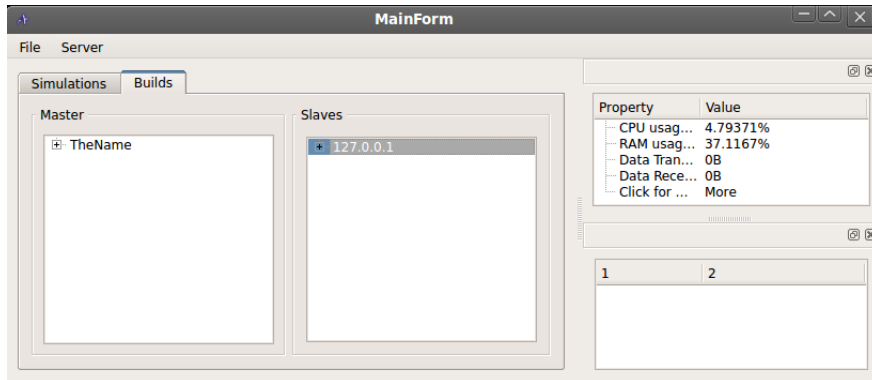 MainForm
File Server
Simulations Builds
Master
TheName
Slaves
127.0.0.1
Property Value
CPU usag... 4.79371%
RAM usag... 37.1167%
Data Tran... 0B
Data Rece... 0B
Click for ... More
1 2